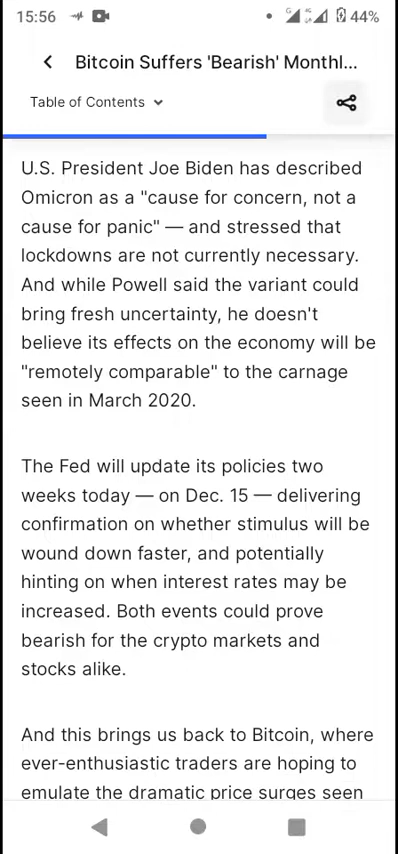 15:56
44%
Bitcoin Suffers 'Bearish' Monthl...
Table of Contents
U.S. President Joe Biden has described
Omicron as a "cause for concern, not a
cause for panic" — and stressed that
lockdowns are not currently necessary.
And while Powell said the variant could
bring fresh uncertainty, he doesn't
believe its effects on the economy will be
"remotely comparable" to the carnage
seen in March 2020.
The Fed will update its policies two
weeks today — on Dec. 15 — delivering
confirmation on whether stimulus will be
wound down faster, and potentially
hinting on when interest rates may be
increased. Both events could prove
bearish for the crypto markets and
stocks alike.
And this brings us back to Bitcoin, where
ever-enthusiastic traders are hoping to
emulate the dramatic price surges seen